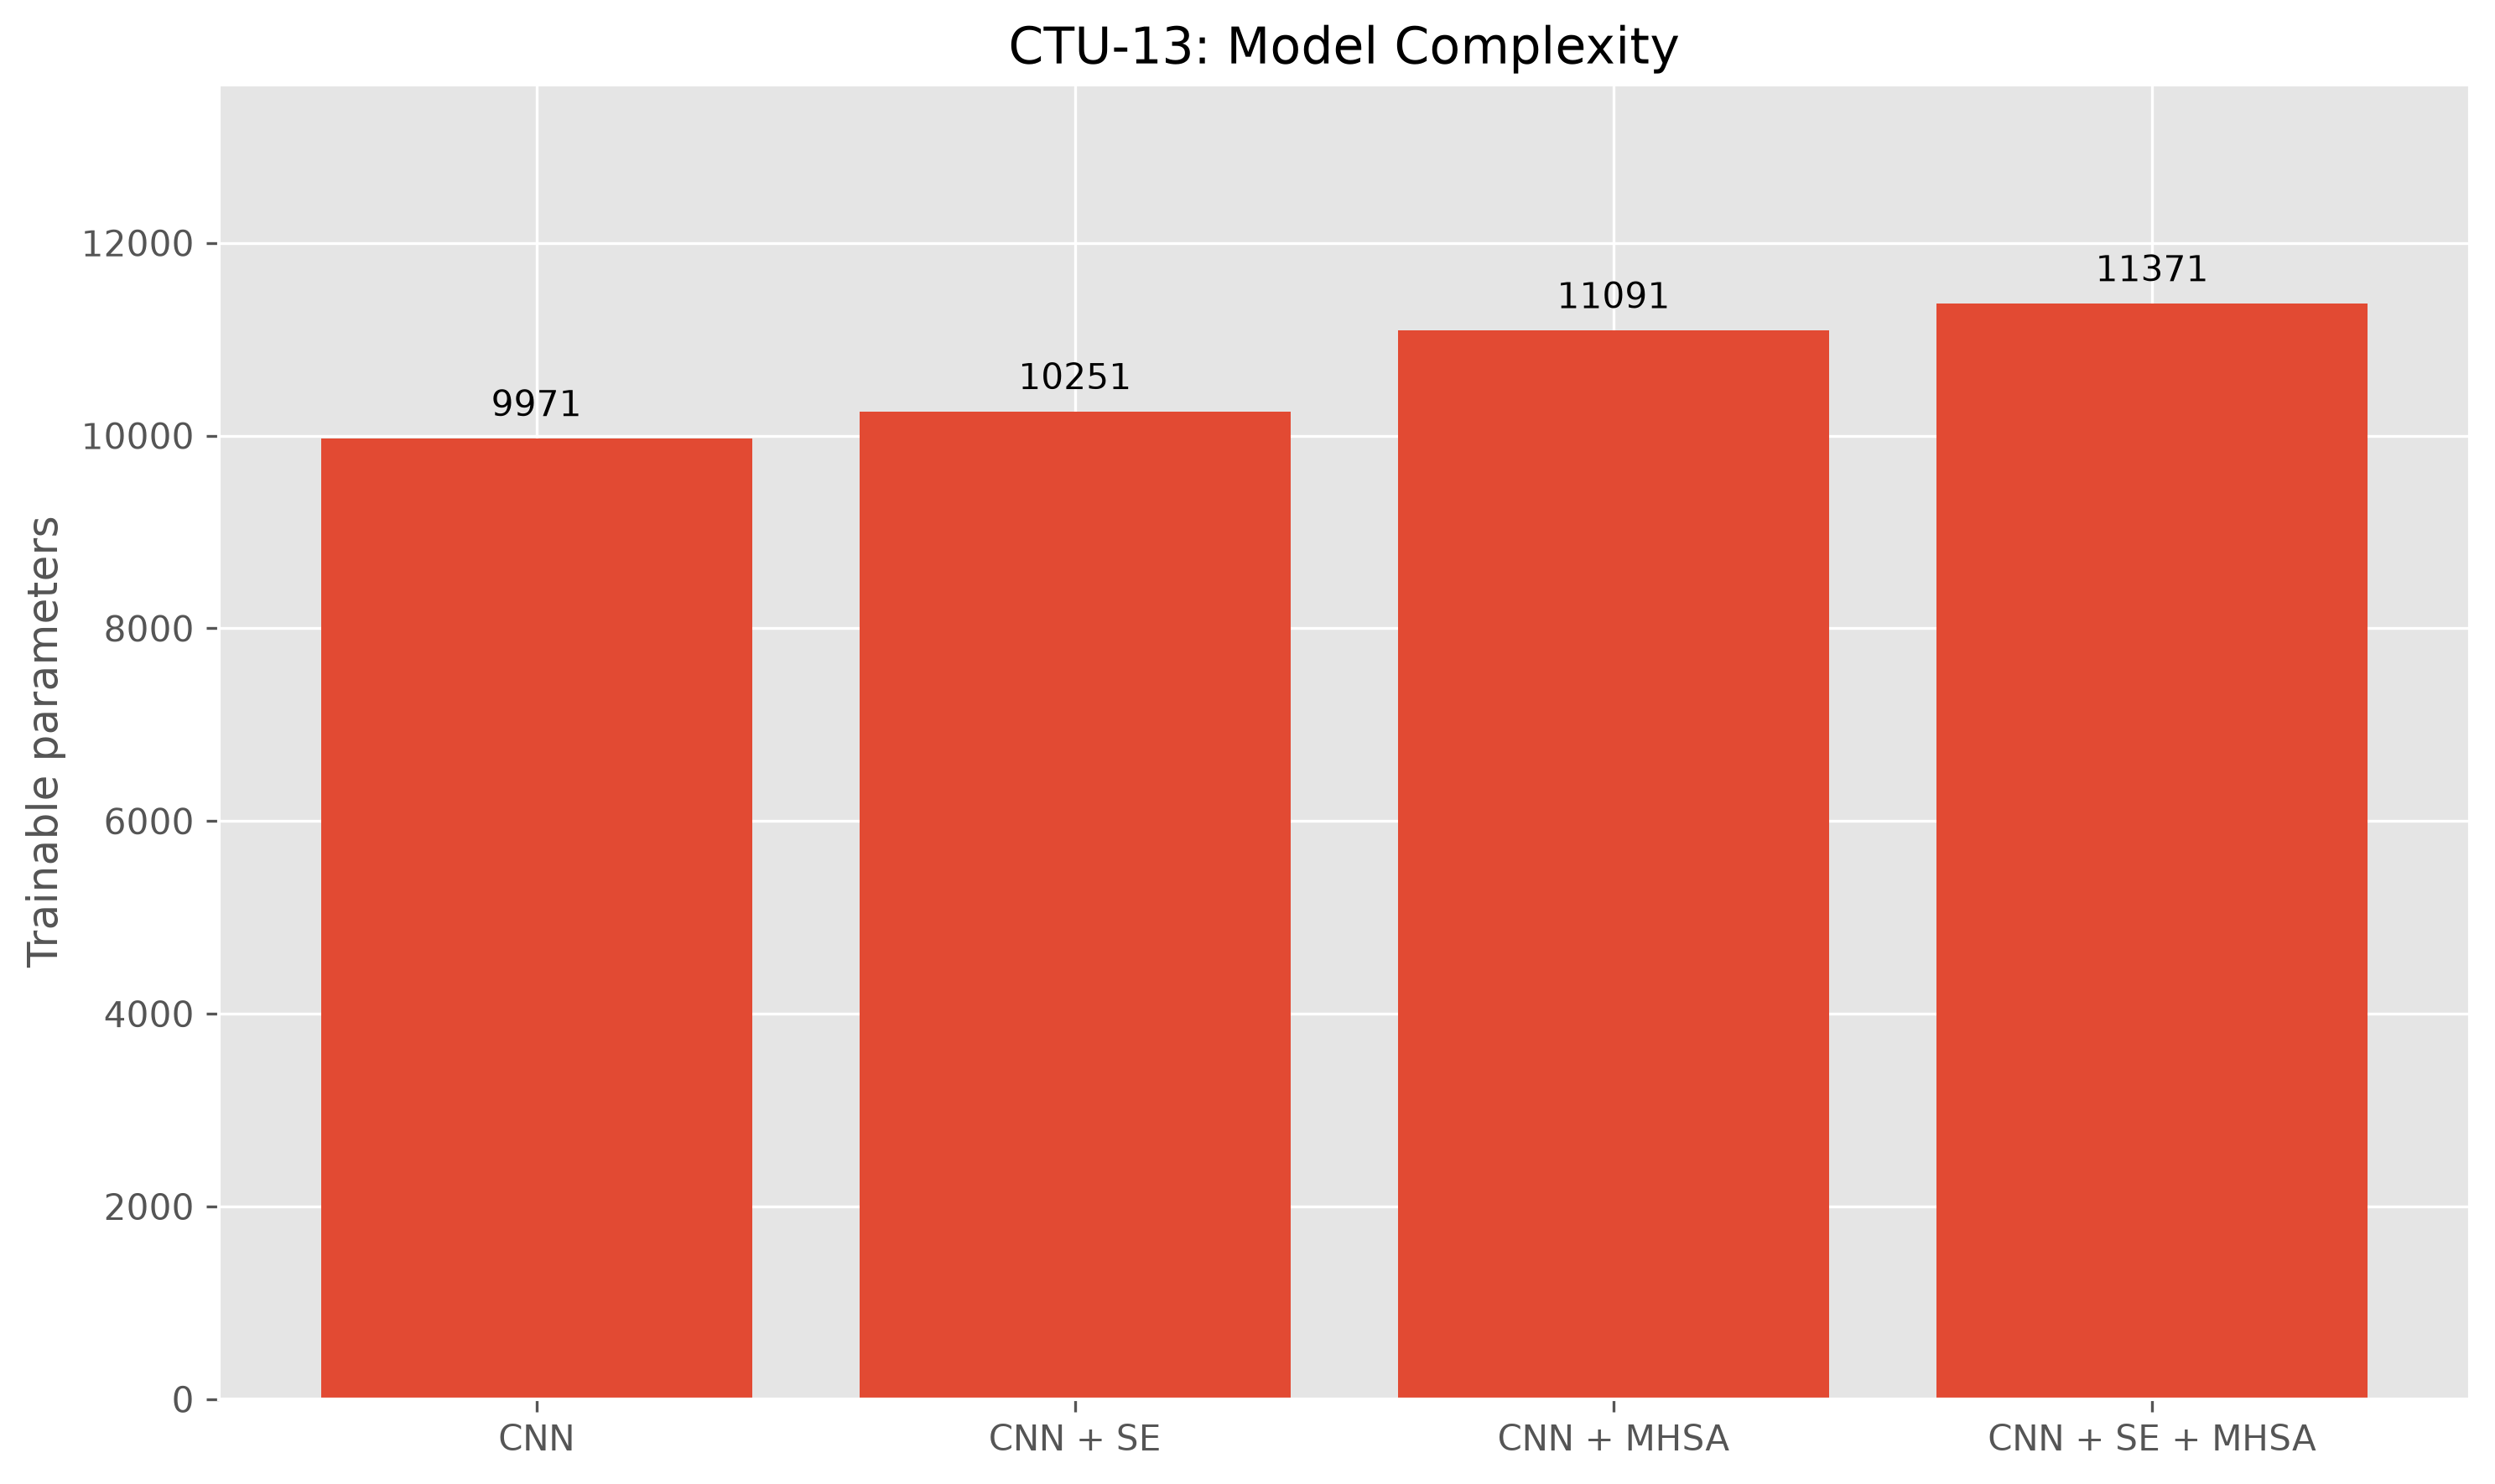 CTU-13: Model Complexity
Trainable parameters
12000
10000
8000
6000
4000
2000
0
9971
10251
11091
11371
CNN
CNN + SE
CNN + MHSA
CNN + SE + MHSA